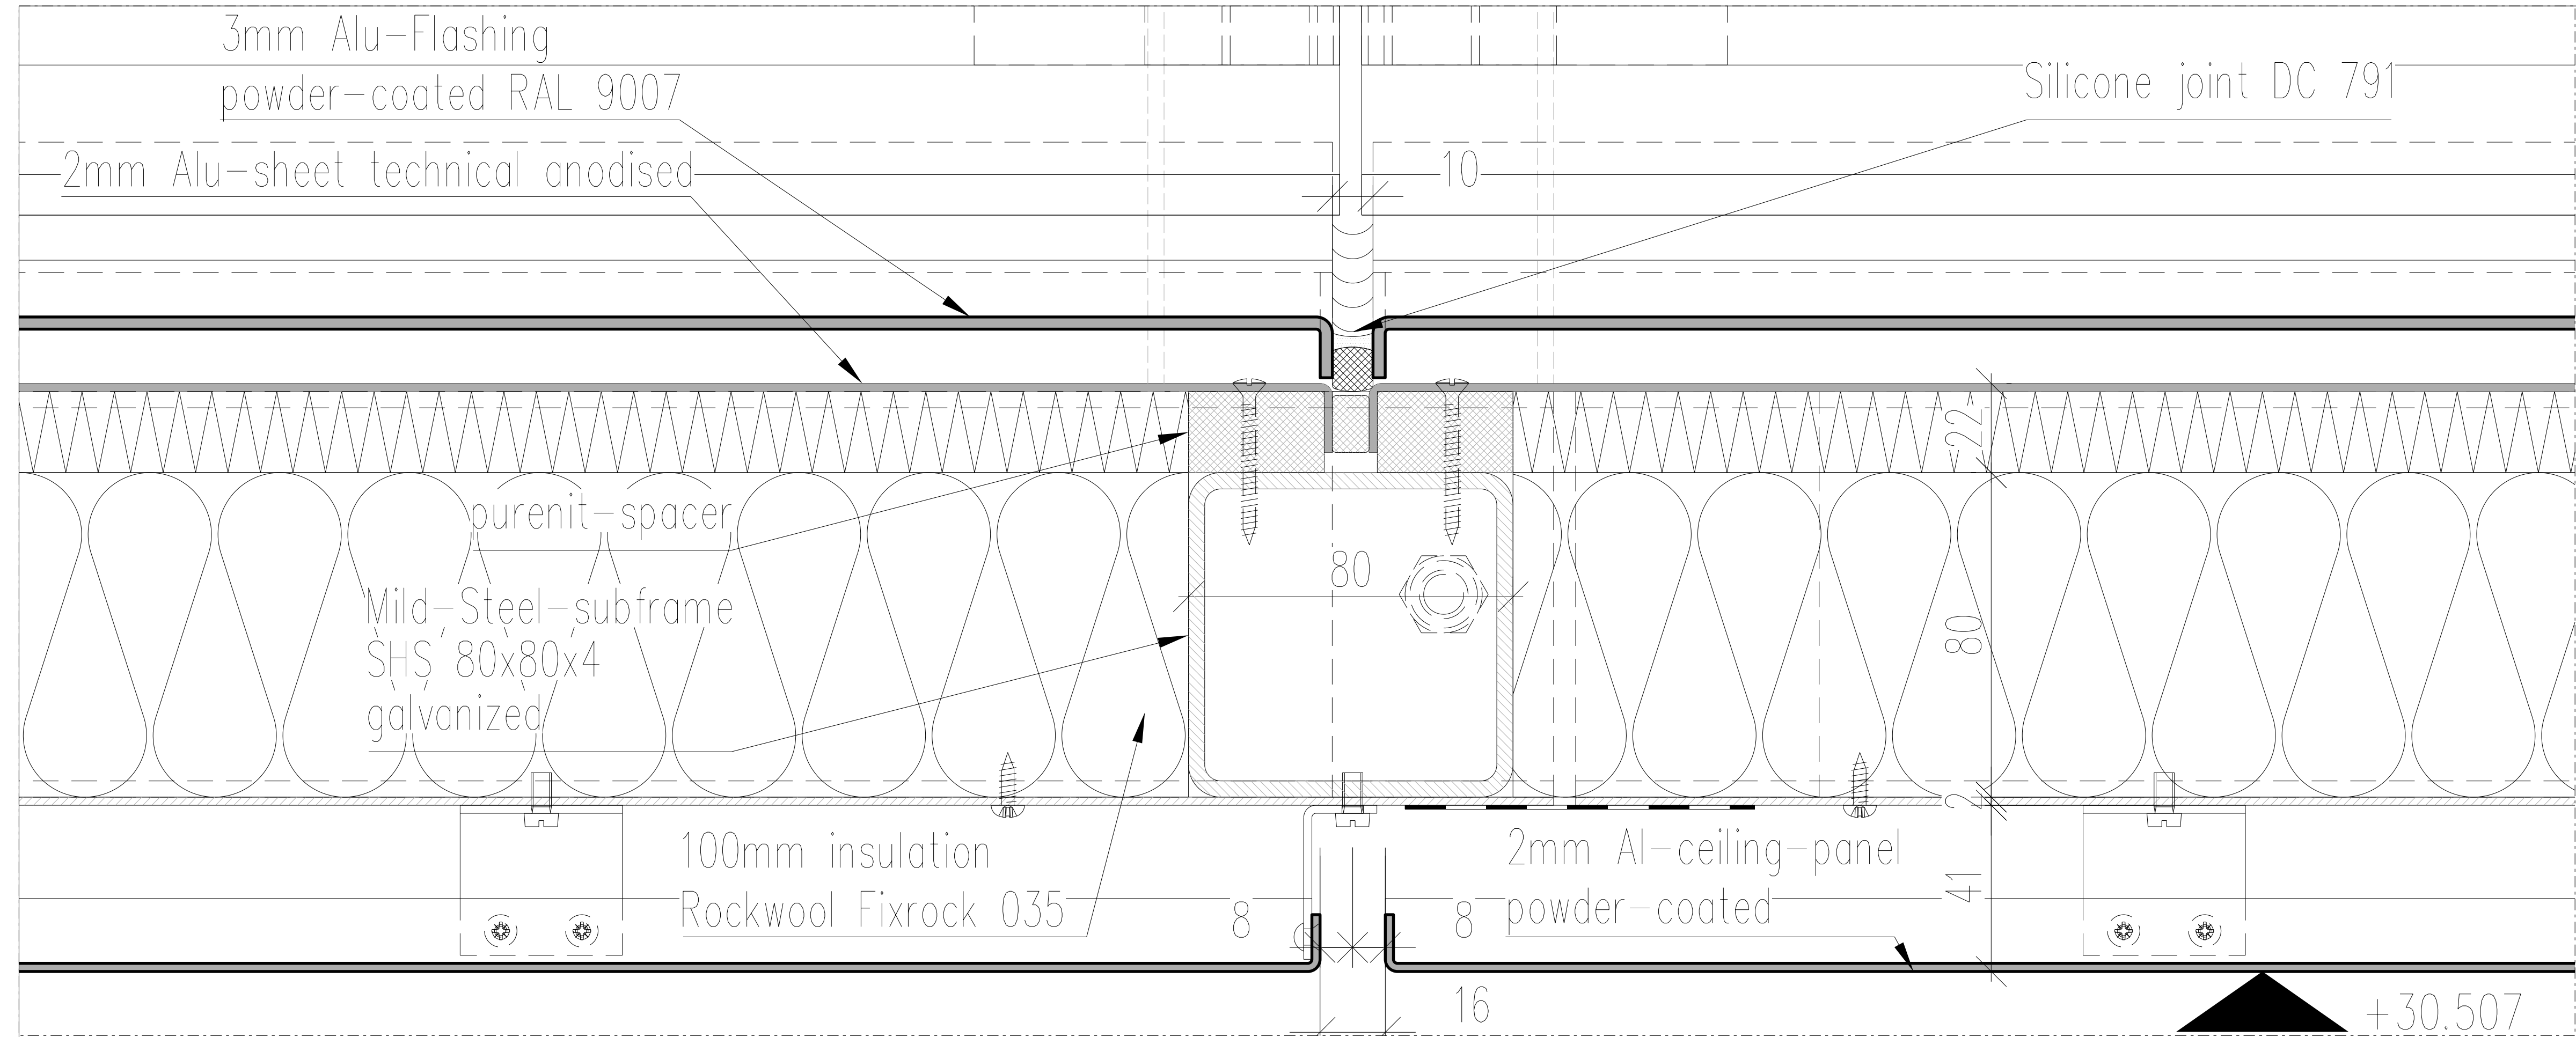 3mm Alu-Flashing
powder-coated RAL 9007
Silicone joint DC 791
2mm Alu-sheet technical anodised
10
22
purenit-spacer
80
Mild-Steel-subframe
SHS 80x80x4
galvanized
80
2
100mm insulation
Rockwool Fixrock 035
8
8
2mm Al-ceiling-panel
powder-coated
41
16
+30.507